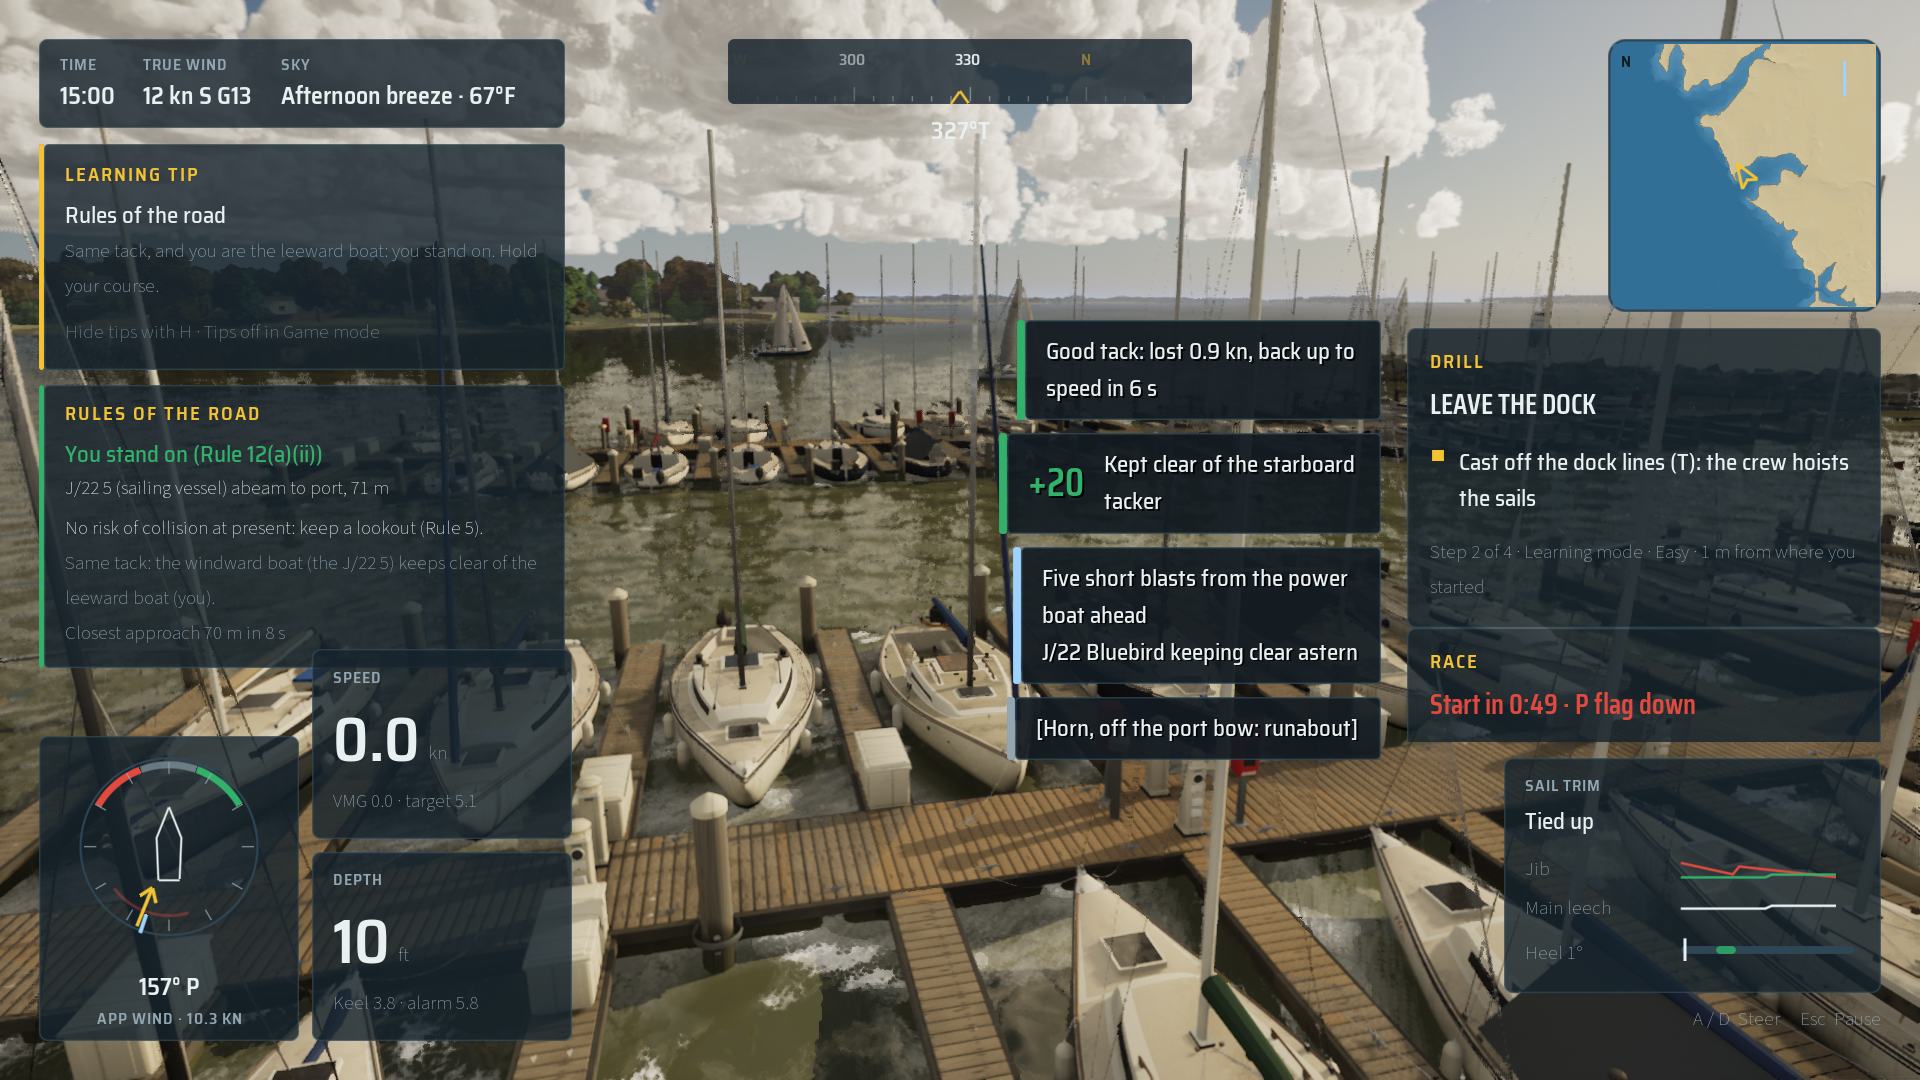 TIME TRUE WIND SKY
15:00 12 kn S G13 Afternoon breeze · 67°F
W 300 330 N
327°T
N
LEARNING TIP
Rules of the road
Same tack, and you are the leeward boat: you stand on. Hold
your course.
Hide tips with H · Tips off in Game mode
RULES OF THE ROAD
You stand on (Rule 12(a)(ii))
J/22 5 (sailing vessel) abeam to port, 71 m
No risk of collision at present: keep a lookout (Rule 5).
Same tack: the windward boat (the J/22 5) keeps clear of the
leeward boat (you).
Closest approach 70 m in 8 s
Good tack: lost 0.9 kn, back up to
speed in 6 s
+20 Kept clear of the starboard
tacker
Five short blasts from the power
boat ahead
J/22 Bluebird keeping clear astern
[Horn, off the port bow: runabout]
DRILL
LEAVE THE DOCK
Cast off the dock lines (T): the crew hoists
the sails
Step 2 of 4 · Learning mode · Easy · 1 m from where you
started
RACE
Start in 0:49 · P flag down
SPEED
0.0 kn
VMG 0.0 · target 5.1
DEPTH
10 ft
Keel 3.8 · alarm 5.8
157° P
APP WIND · 10.3 KN
SAIL TRIM
Tied up
Jib
Main leech
Heel 1°
A / D Steer Esc Pause